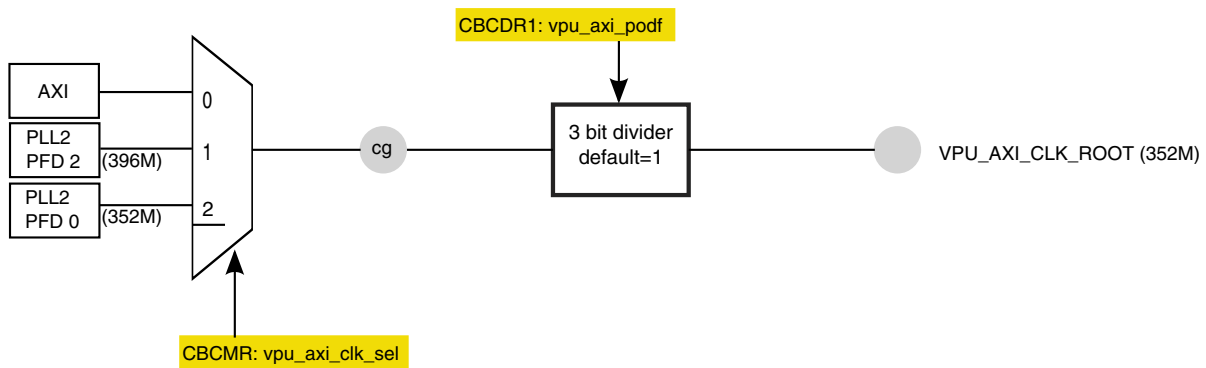 CBCDR1: vpu_axi_podf
AXI
0
PLL2
PFD 2
(396M)
1
PLL2
PFD 0
(352M)
2
cg
3 bit divider
default=1
VPU_AXI_CLK_ROOT (352M)
CBCMR: vpu_axi_clk_sel